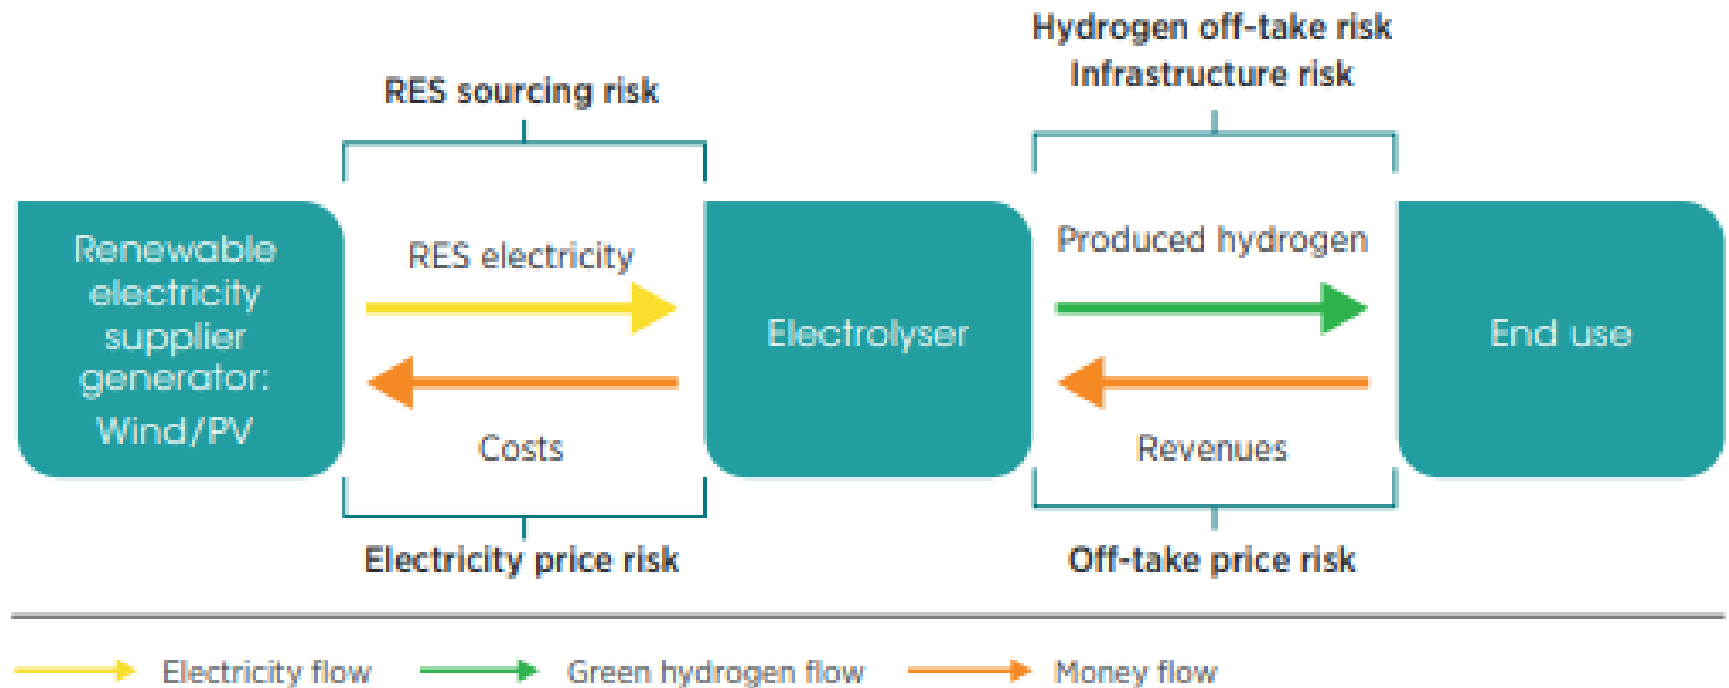 Hydrogen off-take risk
Infrastructure risk
RES sourcing risk
Renewable
electricity
supplier
generator:
Wind/PV
RES electricity
Costs
Electrolyser
Produced hydrogen
Revenues
End use
Electricity price risk
Off-take price risk
Electricity flow
Green hydrogen flow
Money flow